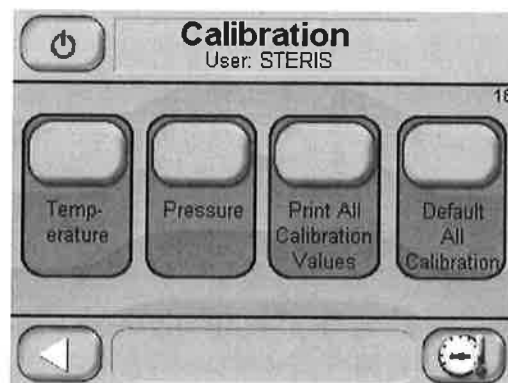 Calibration
User: STERIS
Temp-
erature
Pressure
Print All
Calibration
Values
Default
All
Calibration